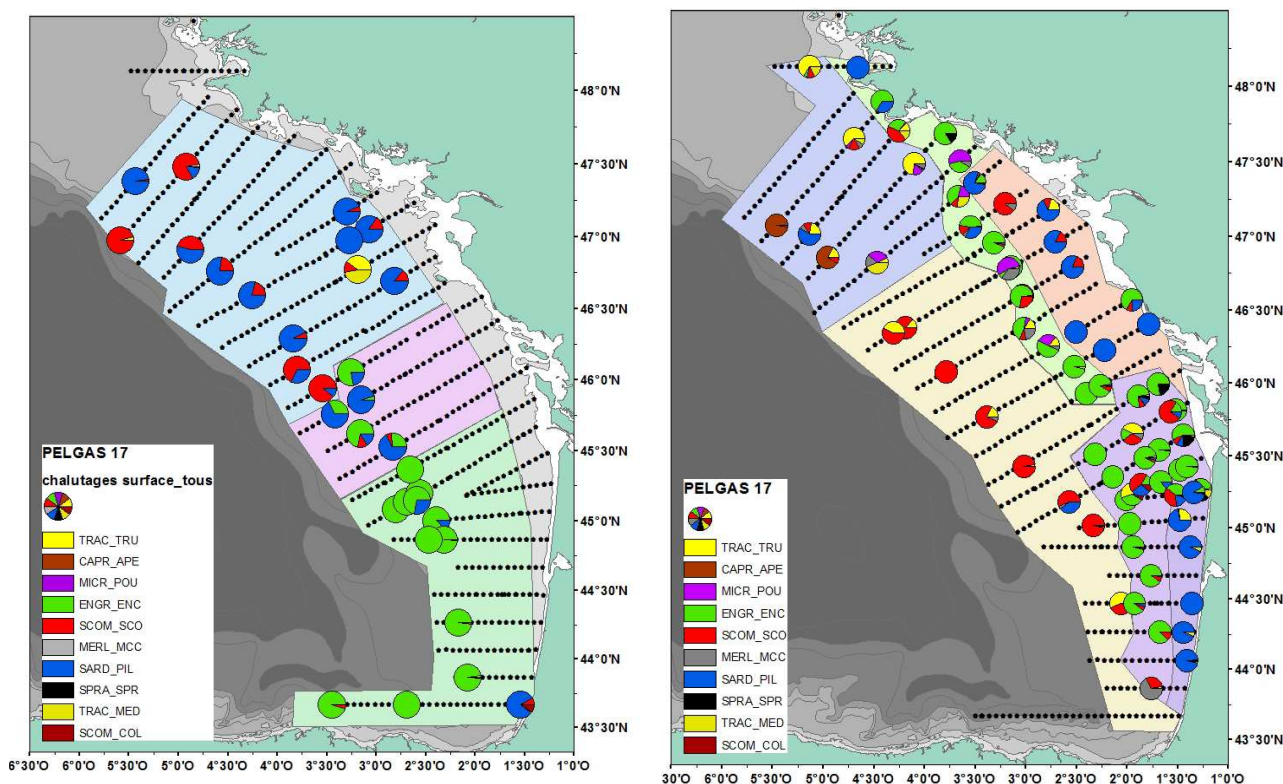 48°0'N
47°30'N
47°0'N
46°30'N
46°0'N
45°30'N
45°0'N
44°30'N
44°0'N
43°30'N
PELGAS 17
chalutages surface_tous
TRAC_TRU
CAPR_APE
MICR_POU
ENGR_ENC
SCOM_SCO
MERL_MCC
SARD_PIL
SPRA_SPR
TRAC_MED
SCOM_COL
6°0'O 5°30'O 5°0'O 4°30'O 4°0'O 3°30'O 3°0'O 2°30'O 2°0'O 1°30'O 1°0'O
48°0'N
47°30'N
47°0'N
46°30'N
46°0'N
45°30'N
45°0'N
44°30'N
44°0'N
43°30'N
PELGAS 17
TRAC_TRU
CAPR_APE
MICR_POU
ENGR_ENC
SCOM_SCO
MERL_MCC
SARD_PIL
SPRA_SPR
TRAC_MED
SCOM_COL
30'O 6°0'O 5°30'O 5°0'O 4°30'O 4°0'O 3°30'O 3°0'O 2°30'O 2°0'O 1°30'O 1°0'O